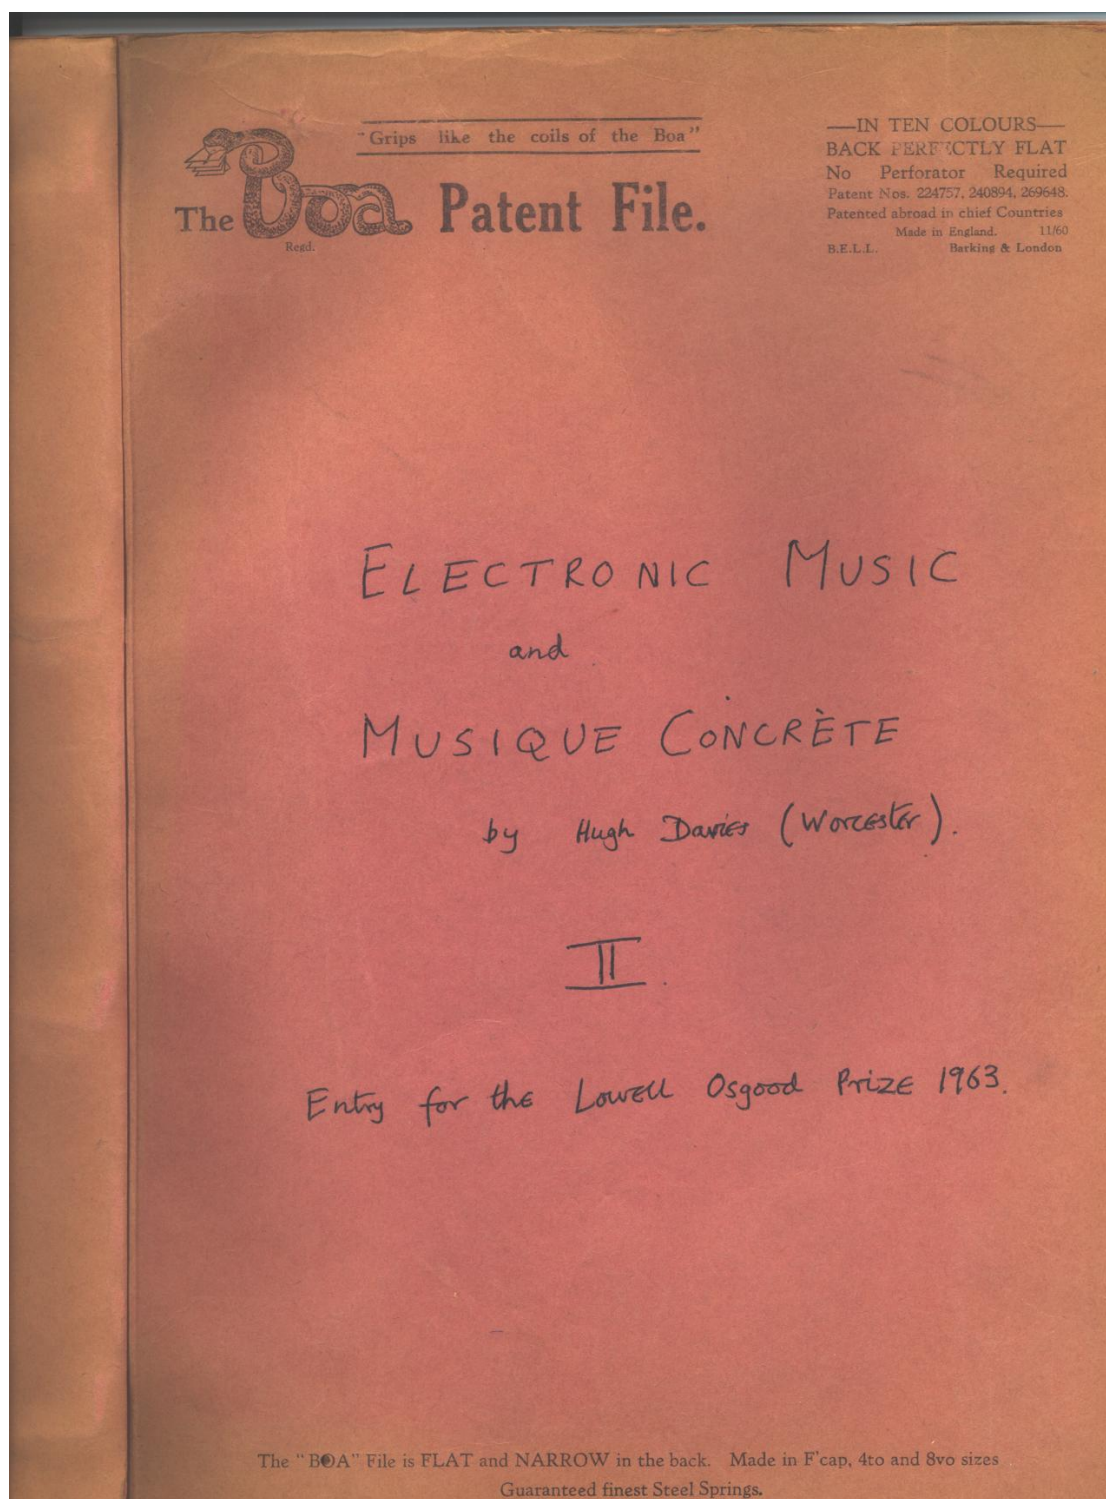 "Grips like the coils of the Boa"
The Boa Patent File.
Regd.
—IN TEN COLOURS—
BACK PERFECTLY FLAT
No Perforator Required
Patent Nos. 224757, 240894, 269648.
Patented abroad in chief Countries
Made in England. 11/60
B.E.L.L. Barking & London
ELECTRONIC MUSIC
and
MUSIQUE CONCRÈTE
by Hugh Davies (Worcester).
II.
Entry for the Lowell Osgood Prize 1963.
The "BOA" File is FLAT and NARROW in the back. Made in F'cap, 4to and 8vo sizes
Guaranteed finest Steel Springs.